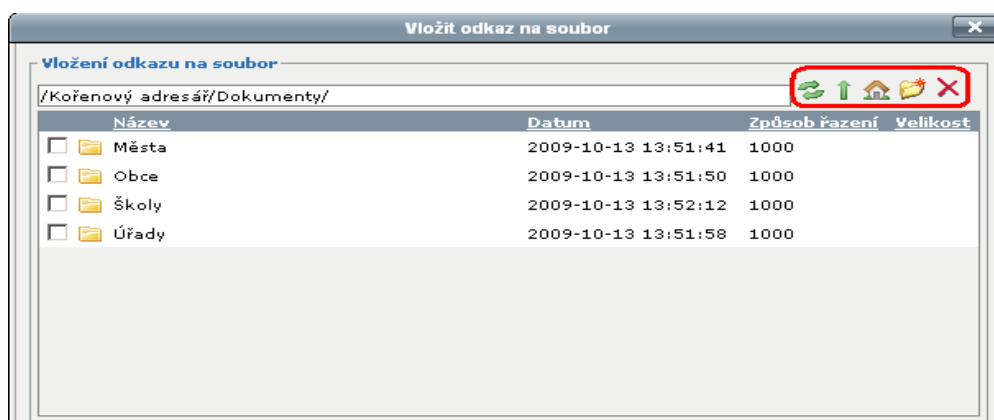 Vložit odkaz na soubor
Vložení odkazu na soubor
/Kořenový adresář/Dokumenty/
Název Datum Způsob řazení Velikost
Města 2009-10-13 13:51:41 1000
Obce 2009-10-13 13:51:50 1000
Školy 2009-10-13 13:52:12 1000
Úřady 2009-10-13 13:51:58 1000